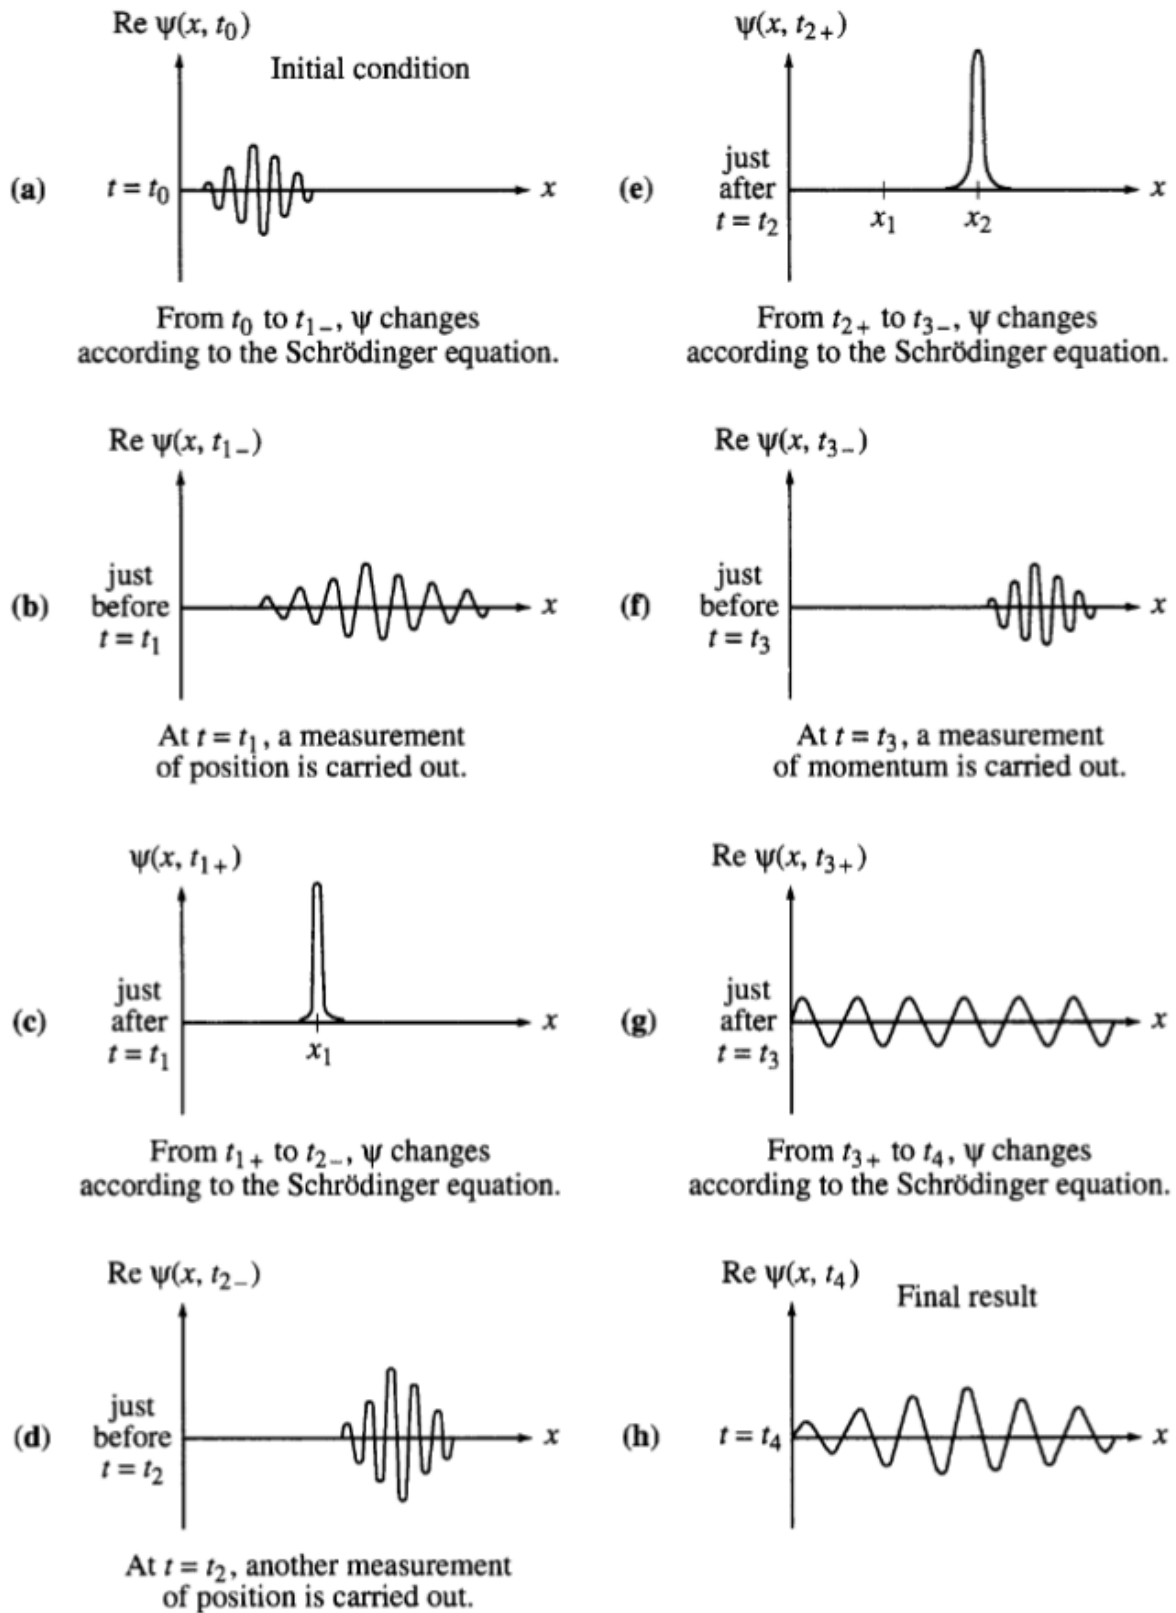 Re ψ(x, t₀)
Initial condition
(a)
t = t₀
x
From t₀ to t₁₋, ψ changes
according to the Schrödinger equation.
Re ψ(x, t₁₋)
just
(b) before
t = t₁
x
At t = t₁, a measurement
of position is carried out.
ψ(x, t₁₊)
just
(c) after
t = t₁
x₁
x
From t₁₊ to t₂₋, ψ changes
according to the Schrödinger equation.
Re ψ(x, t₂₋)
just
(d) before
t = t₂
x
At t = t₂, another measurement
of position is carried out.
ψ(x, t₂₊)
just
(e) after
t = t₂
x₁
x₂
x
From t₂₊ to t₃₋, ψ changes
according to the Schrödinger equation.
Re ψ(x, t₃₋)
just
(f) before
t = t₃
x
At t = t₃, a measurement
of momentum is carried out.
Re ψ(x, t₃₊)
just
(g) after
t = t₃
x
From t₃₊ to t₄, ψ changes
according to the Schrödinger equation.
Re ψ(x, t₄)
Final result
(h)
t = t₄
x